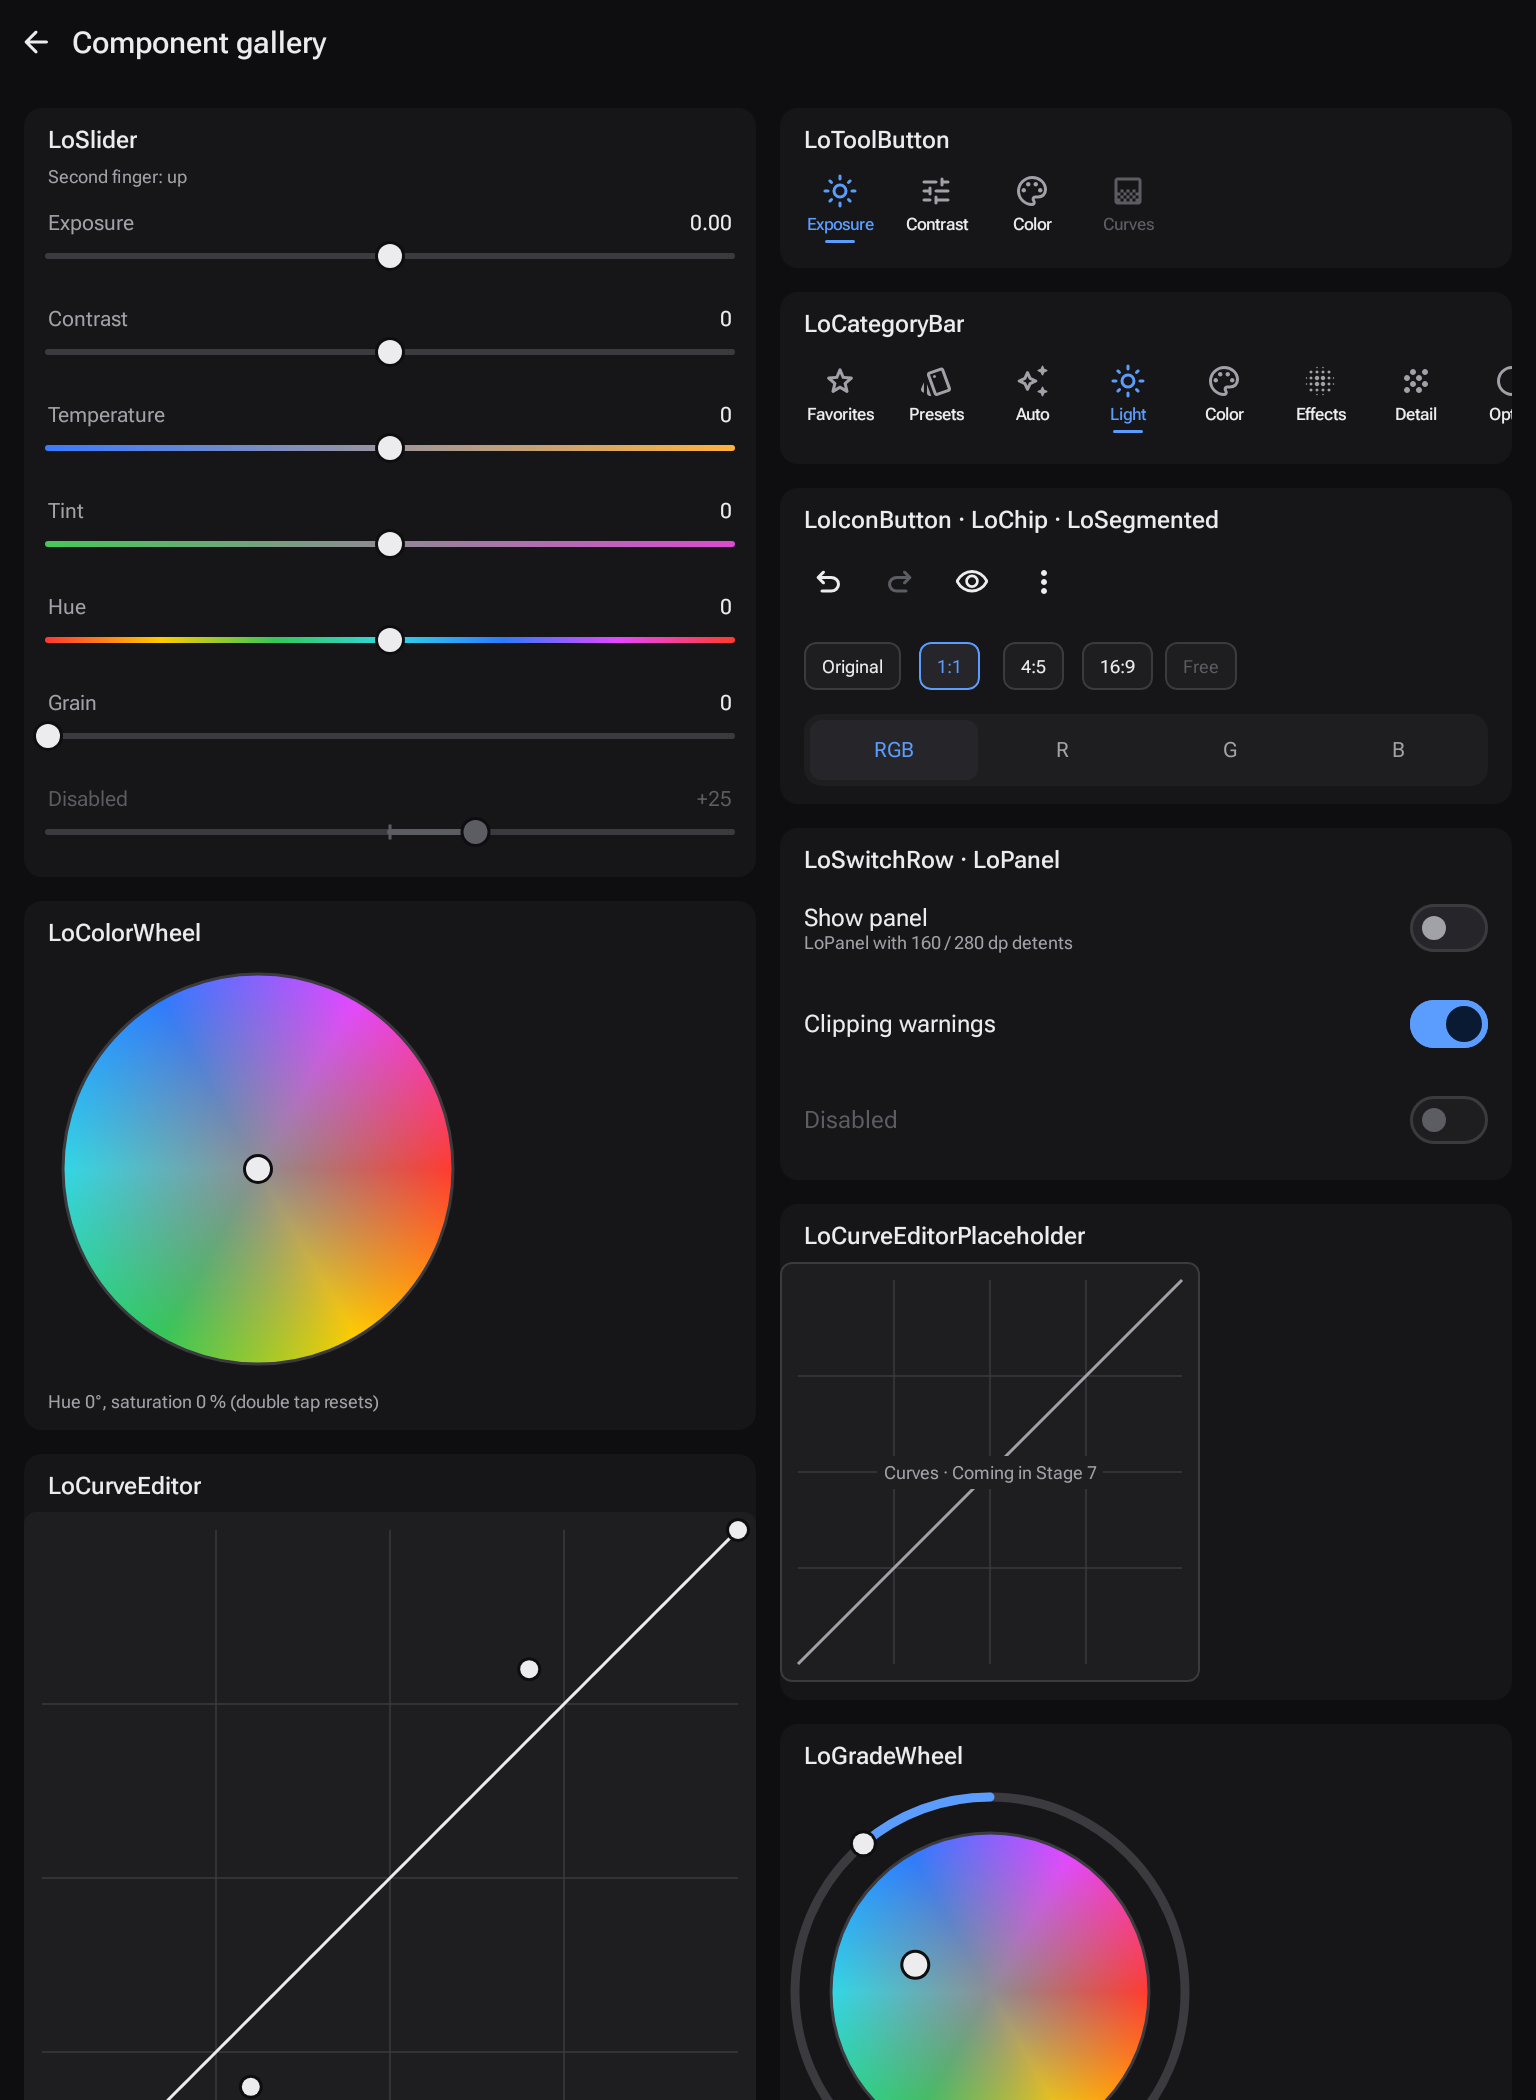 Component gallery
LoSlider
Second finger: up
Exposure 0.00
Contrast 0
Temperature 0
Tint 0
Hue 0
Grain 0
Disabled +25
LoColorWheel
Hue 0°, saturation 0 % (double tap resets)
LoCurveEditor
LoToolButton
Exposure Contrast Color Curves
LoCategoryBar
Favorites Presets Auto Light Color Effects Detail Opt
LoIconButton · LoChip · LoSegmented
Original 1:1 4:5 16:9 Free
RGB R G B
LoSwitchRow · LoPanel
Show panel
LoPanel with 160 / 280 dp detents
Clipping warnings
Disabled
LoCurveEditorPlaceholder
Curves · Coming in Stage 7
LoGradeWheel